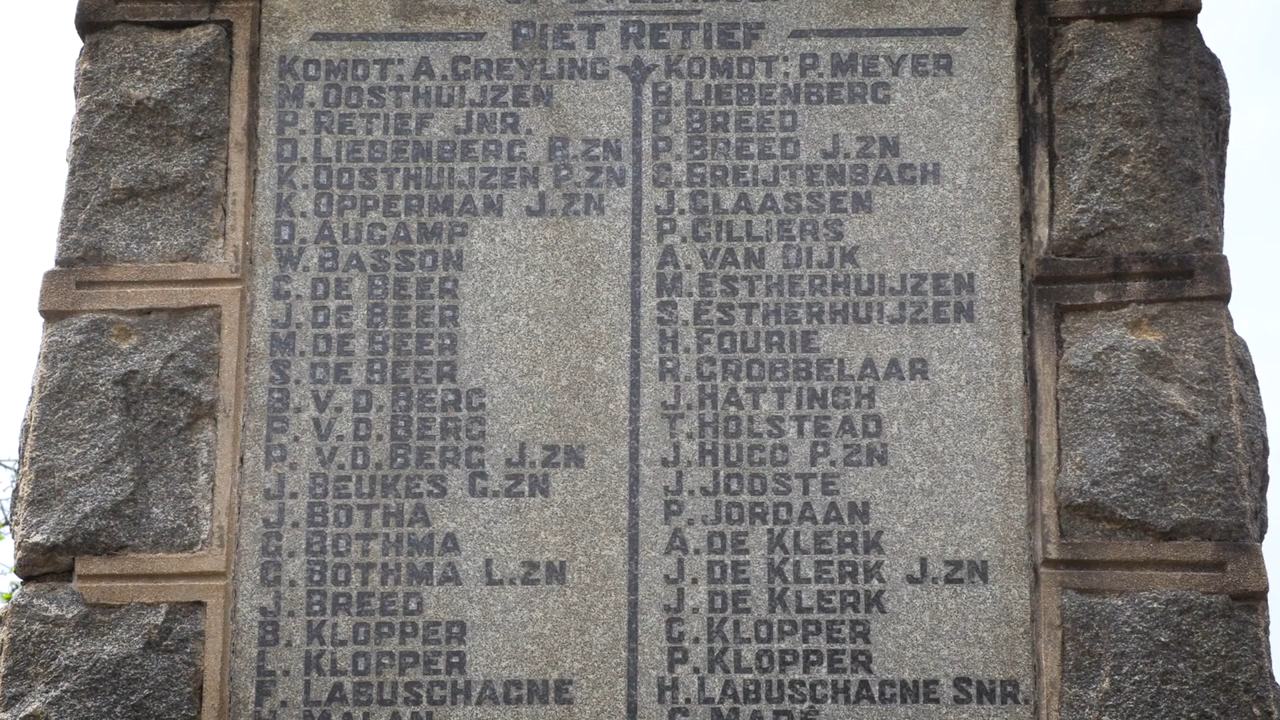 PIET RETIEF
KOMDT: A.GREYLING
M.OOSTHUIJZEN
P.RETIEF JNR.
D.LIEBENBERG B.ZN
K.OOSTHUIJZEN P.ZN
K.OPPERMAN J.ZN
D.AUCAMP
W.BASSON
C.DE BEER
J.DE BEER
M.DE BEER
S.DE BEER
B.V.D.BERG
P.V.D.BERG
P.V.D.BERG J.ZN
J.BEUKES G.ZN
J.BOTHA
C.BOTHMA
G.BOTHMA L.ZN
J.BREED
B.KLOPPER
L.KLOPPER
F.LABUSCHAGNE
MALAN
KOMDT: P.MEYER
B.LIEBENBERG
P.BREED
P.BREED J.ZN
C.BREIJTENBACH
J.CLAASSEN
P.CILLIERS
A.VAN DIJK
M.ESTHERHUIJZEN
S.ESTHERHUIJZEN
H.FOURIE
R.GROBBELAAR
J.HATTINGH
T.HOLSTEAD
J.HUGO P.ZN
J.JOOSTE
P.JORDAAN
A.DE KLERK
J.DE KLERK J.ZN
J.DE KLERK
C.KLOPPER
P.KLOPPER
H.LABUSCHAGNE SNR.